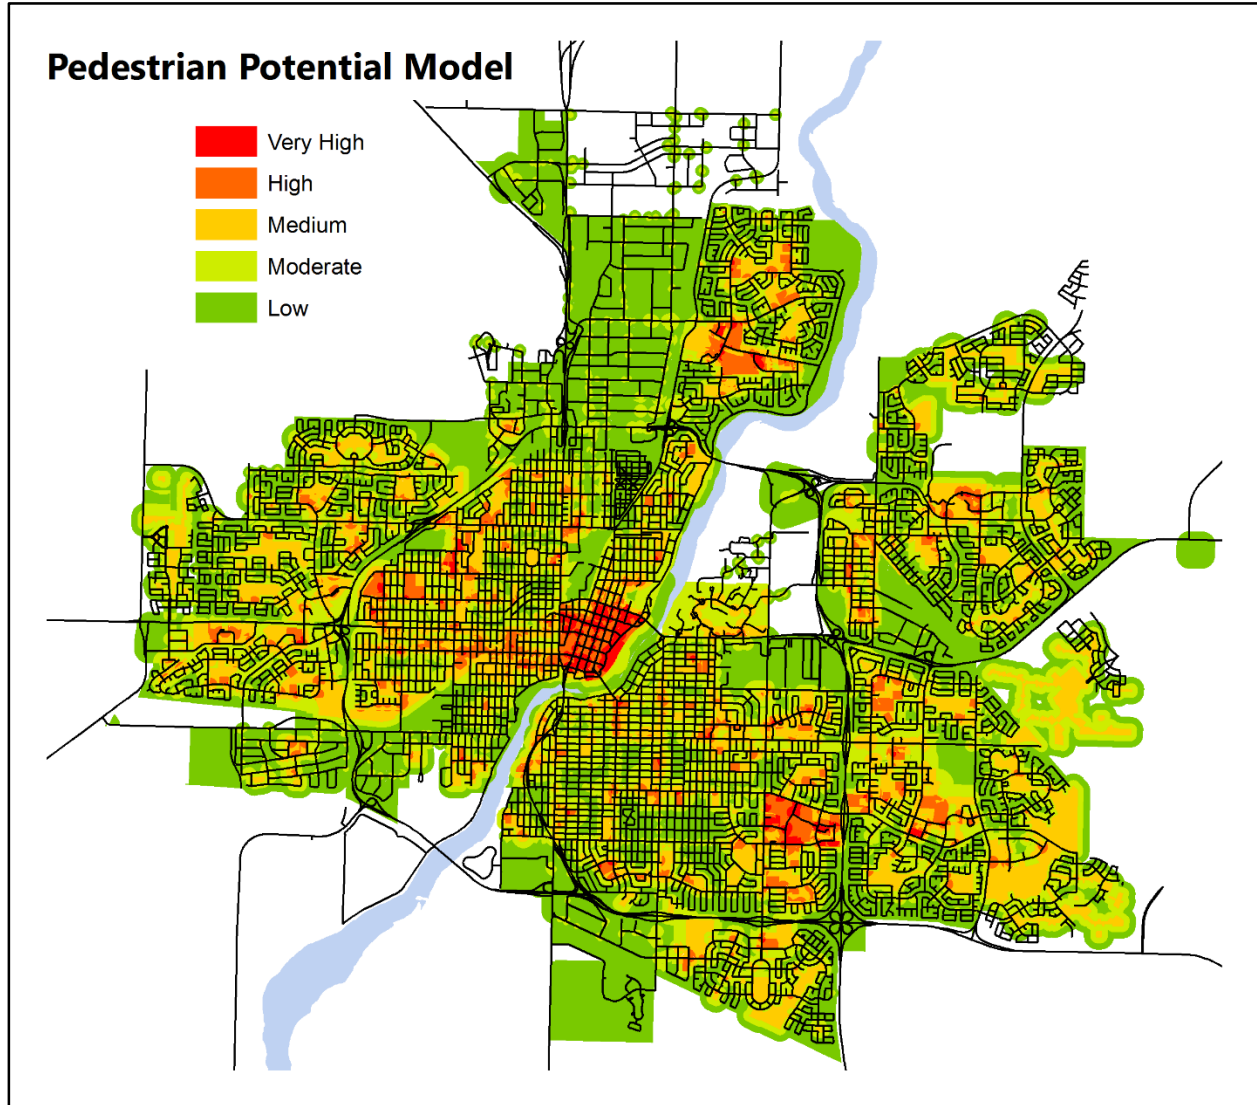 Pedestrian Potential Model
Very High
High
Medium
Moderate
Low